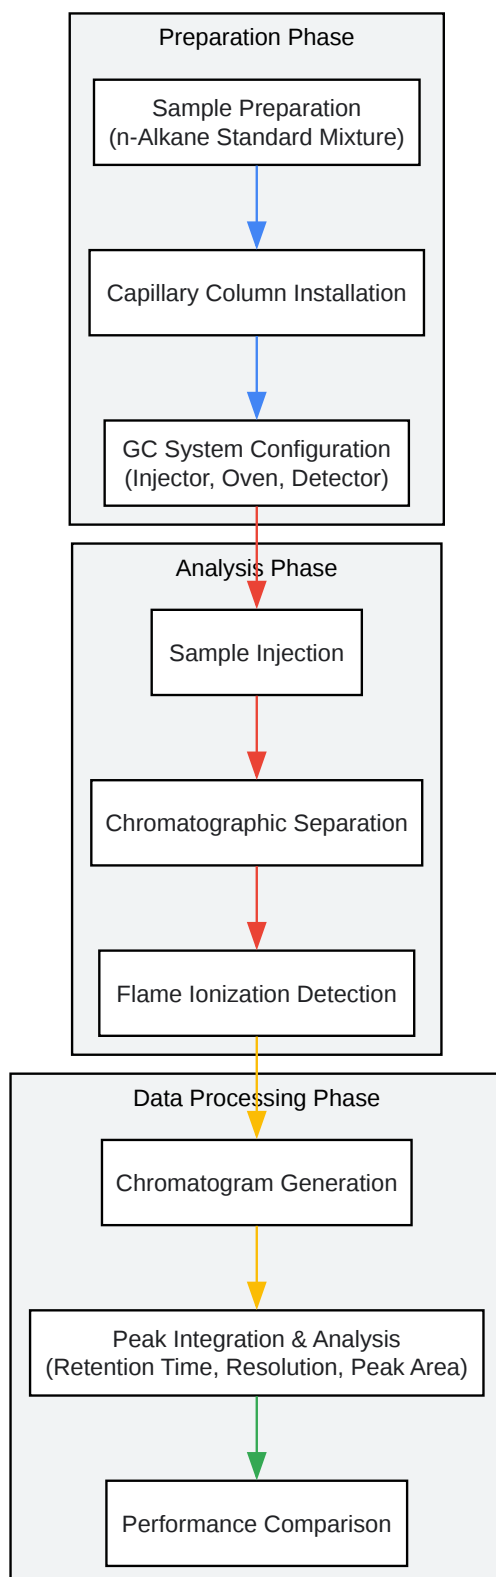 Preparation Phase
Sample Preparation
(n-Alkane Standard Mixture)
Capillary Column Installation
GC System Configuration
(Injector, Oven, Detector)
Analysis Phase
Sample Injection
Chromatographic Separation
Flame Ionization Detection
Data Processing Phase
Chromatogram Generation
Peak Integration & Analysis
(Retention Time, Resolution, Peak Area)
Performance Comparison